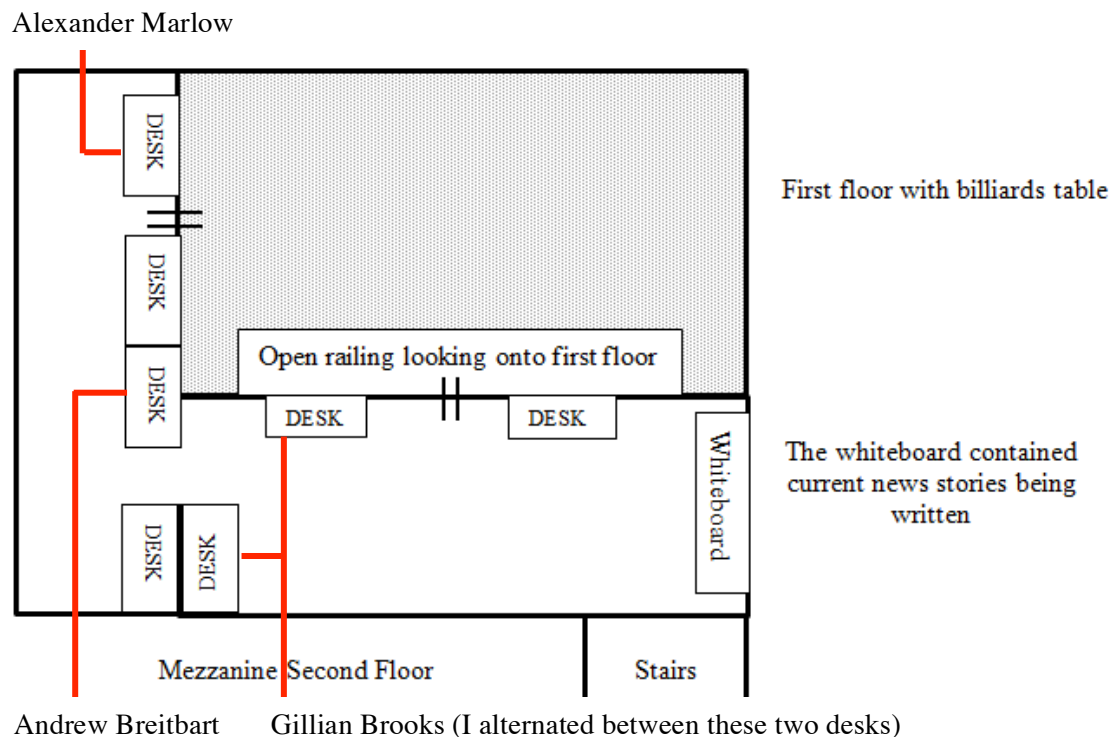 Alexander Marlow
DESK
First floor with billiards table
DESK
Open railing looking onto first floor
DESK
DESK
DESK
Whiteboard
The whiteboard contained
current news stories being
written
DESK
DESK
Mezzanine Second Floor
Stairs
Andrew Breitbart
Gillian Brooks (I alternated between these two desks)